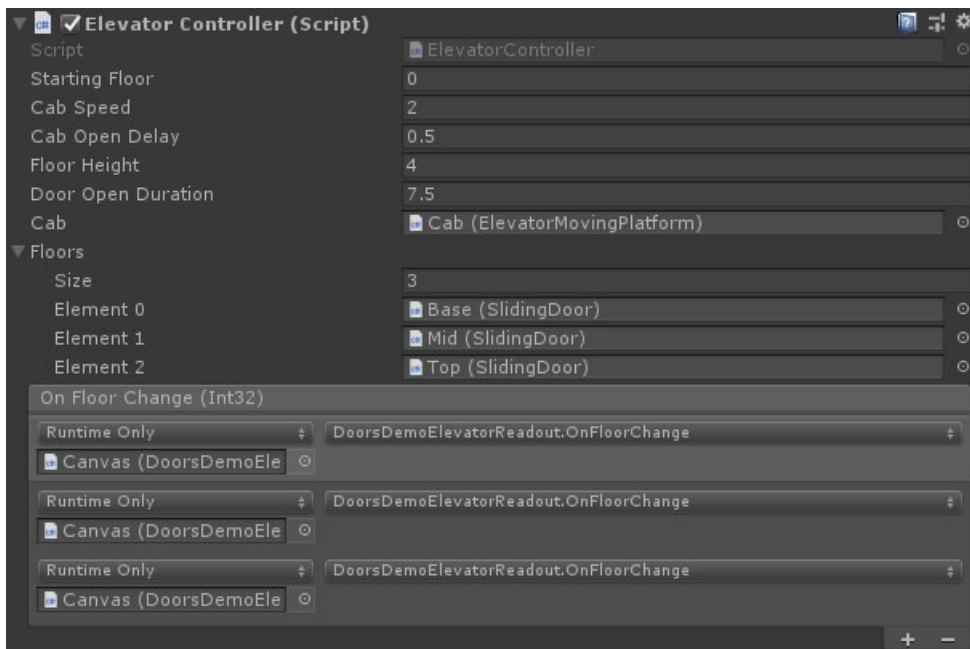 Elevator Controller (Script)
Script ElevatorController
Starting Floor 0
Cab Speed 2
Cab Open Delay 0.5
Floor Height 4
Door Open Duration 7.5
Cab Cab (ElevatorMovingPlatform)
Floors
Size 3
Element 0 Base (SlidingDoor)
Element 1 Mid (SlidingDoor)
Element 2 Top (SlidingDoor)
On Floor Change (Int32)
Runtime Only DoorsDemoElevatorReadout.OnFloorChange
Canvas (DoorsDemoEle
Runtime Only DoorsDemoElevatorReadout.OnFloorChange
Canvas (DoorsDemoEle
Runtime Only DoorsDemoElevatorReadout.OnFloorChange
Canvas (DoorsDemoEle